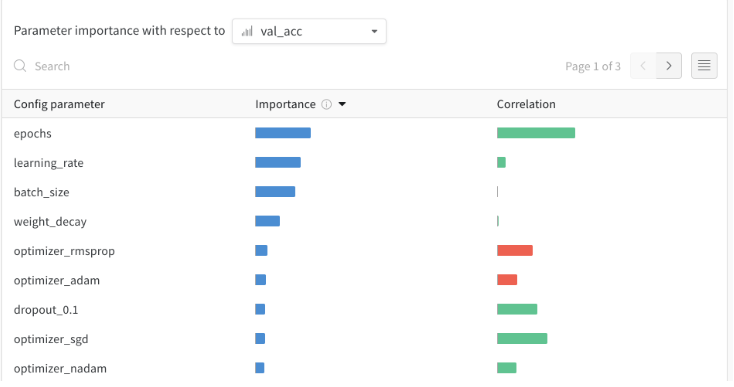 Parameter importance with respect to val_acc
Search Page 1 of 3
Config parameter Importance Correlation
epochs
learning_rate
batch_size
weight_decay
optimizer_rmsprop
optimizer_adam
dropout_0.1
optimizer_sgd
optimizer_nadam